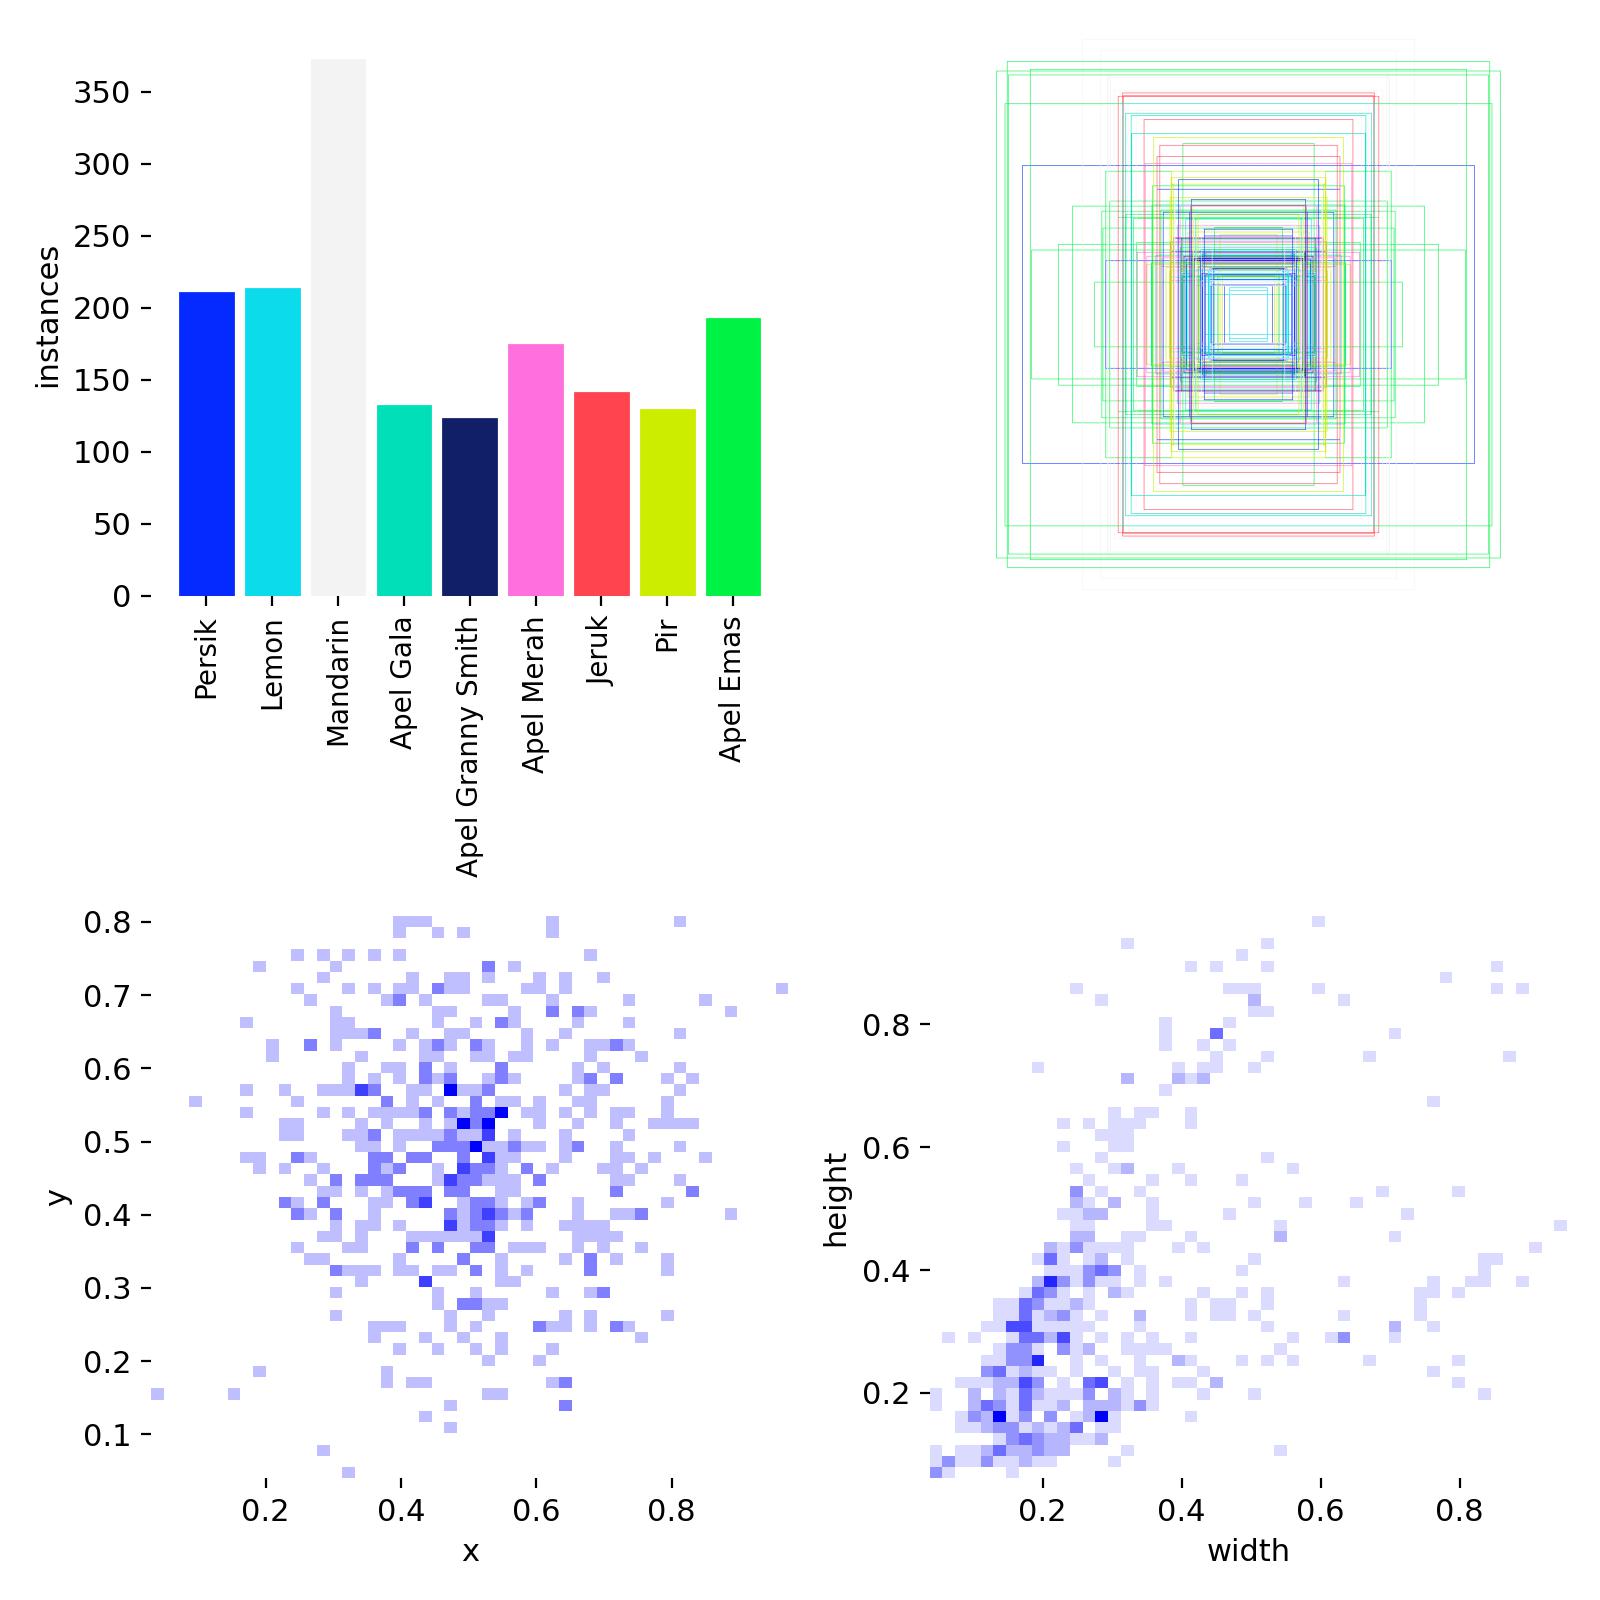 350
300
250
200
150
100
50
0
instances
Persik
Lemon
Mandarin
Apel Gala
Apel Granny Smith
Apel Merah
Jeruk
Pir
Apel Emas
0.8
0.7
0.6
0.5
0.4
0.3
0.2
0.1
y
0.2 0.4 0.6 0.8
x
0.8
0.6
0.4
0.2
height
0.2 0.4 0.6 0.8
width